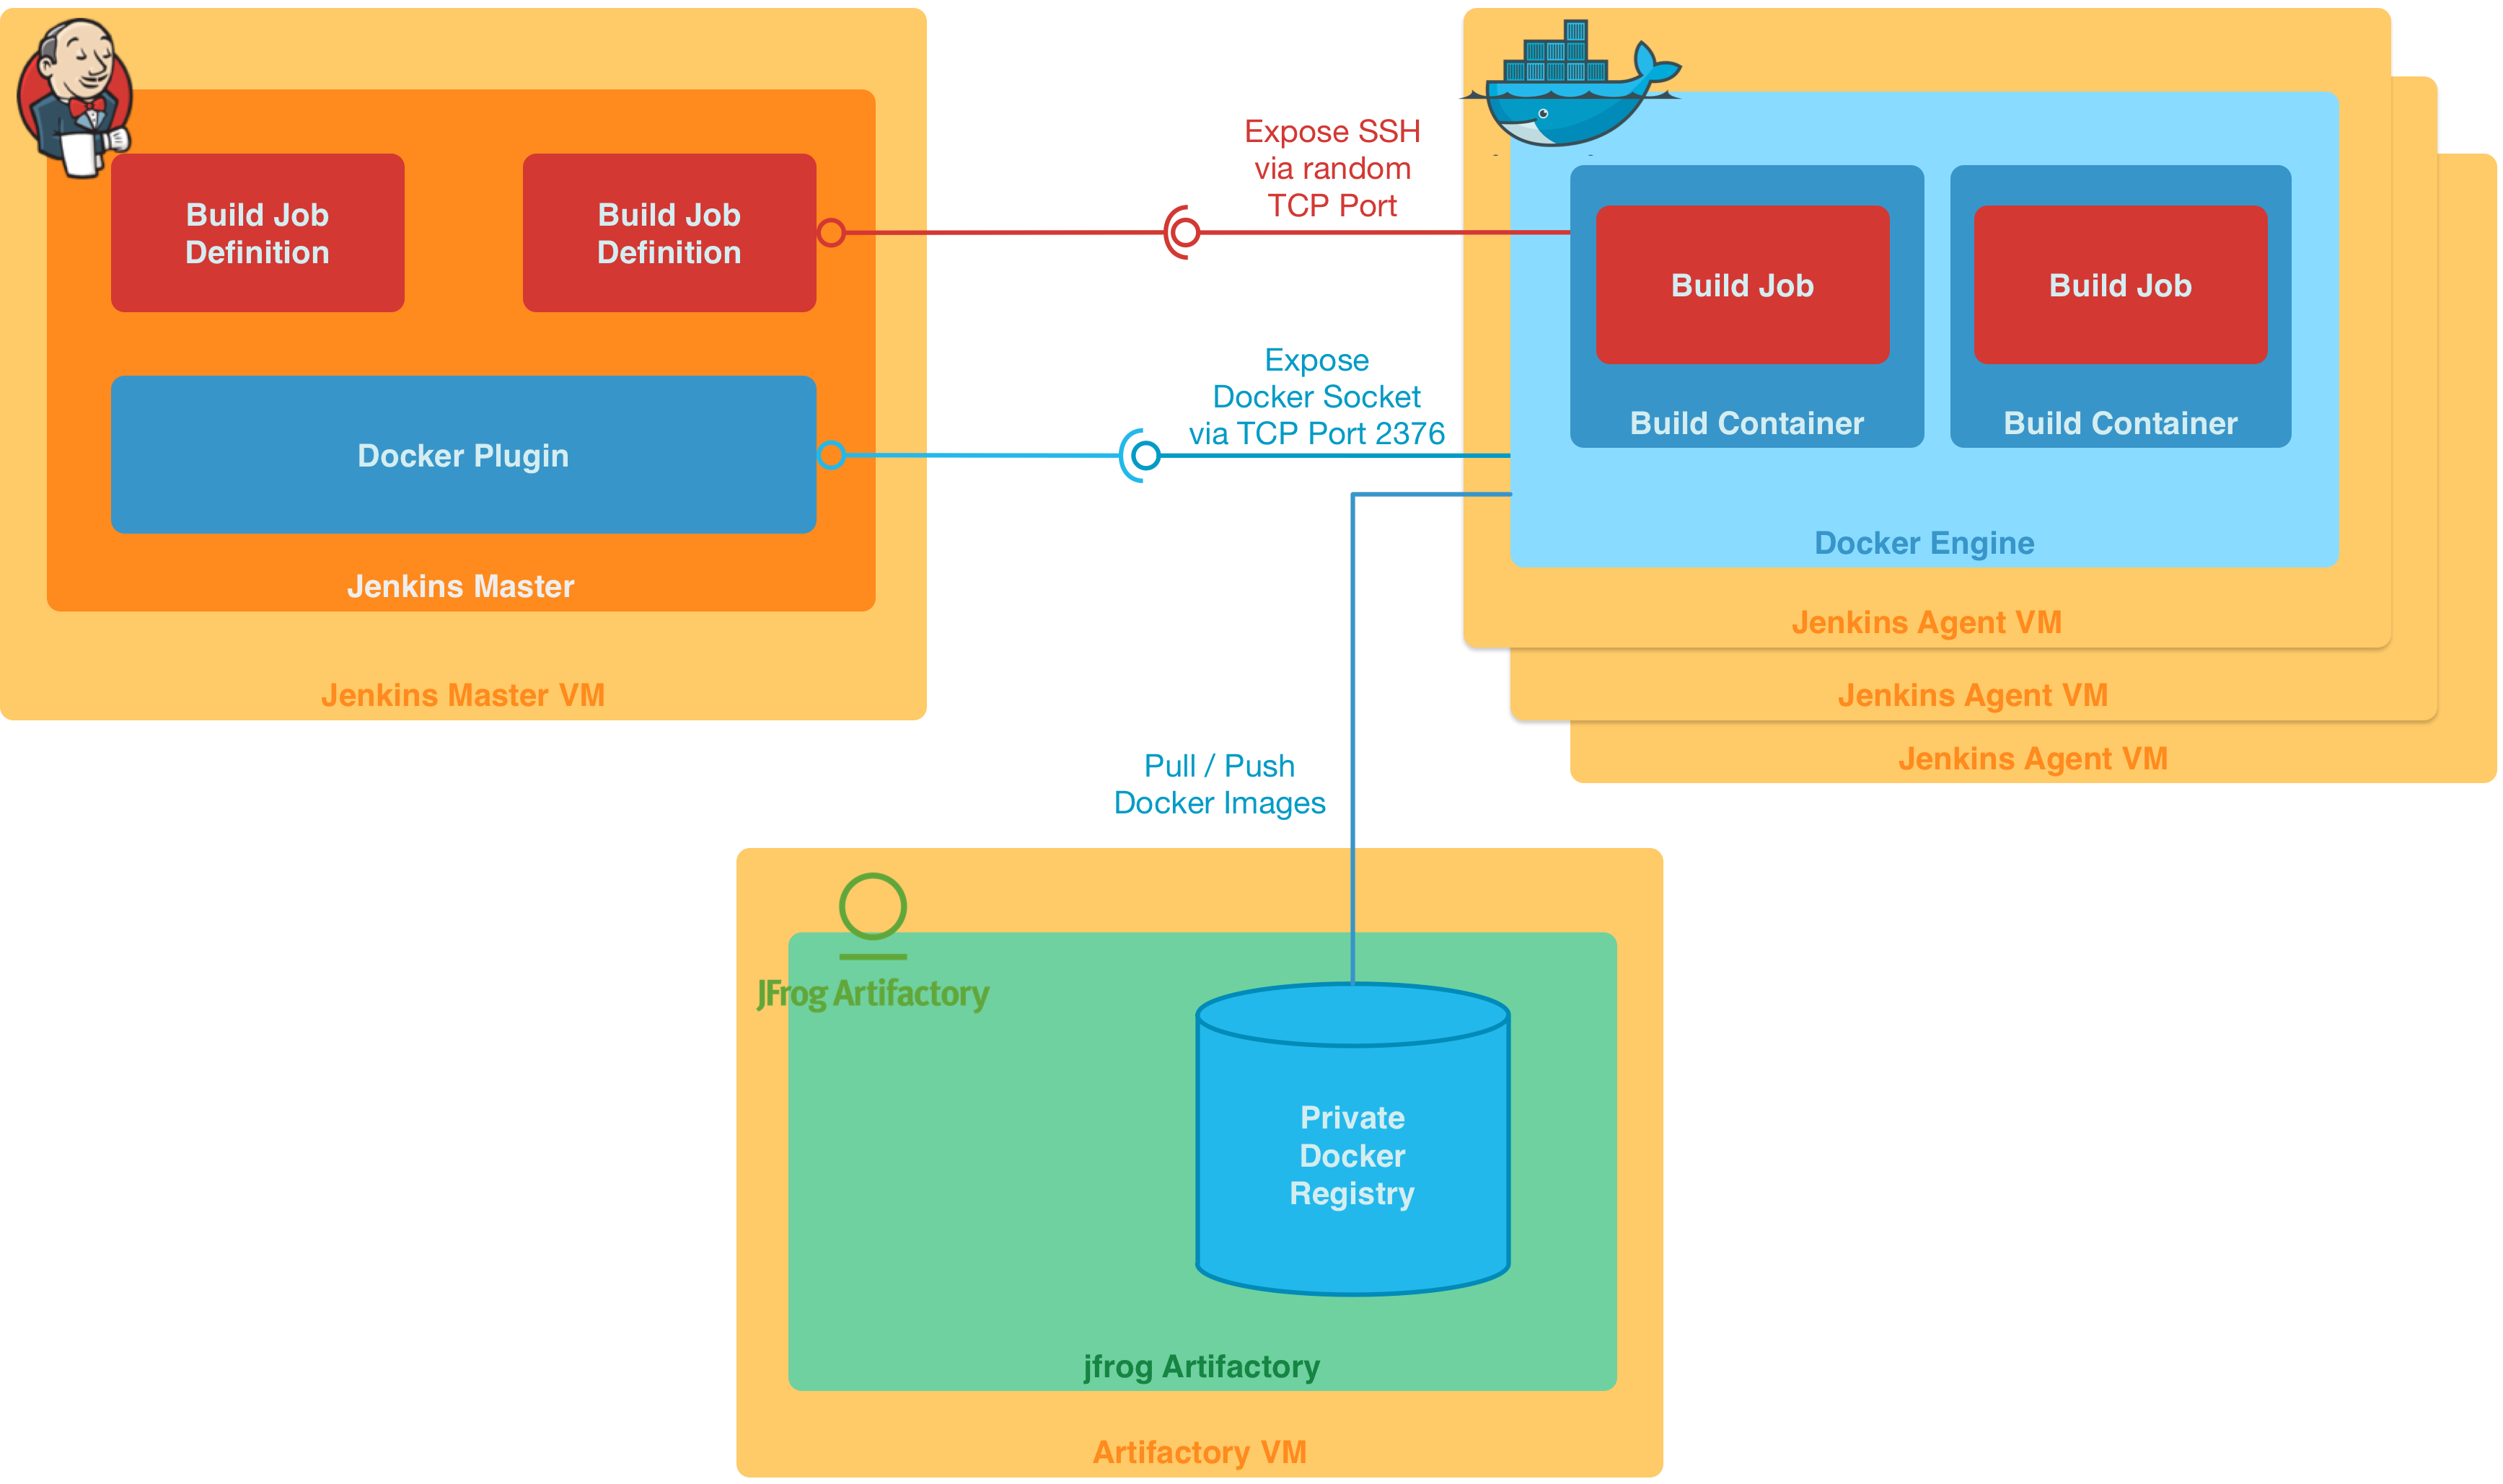 Build Job
Definition
Build Job
Definition
Docker Plugin
Jenkins Master
Jenkins Master VM
Expose SSH
via random
TCP Port
Expose
Docker Socket
via TCP Port 2376
Build Job
Build Container
Build Job
Build Container
Docker Engine
Jenkins Agent VM
Jenkins Agent VM
Jenkins Agent VM
Pull / Push
Docker Images
JFrog Artifactory
Private
Docker
Registry
jfrog Artifactory
Artifactory VM